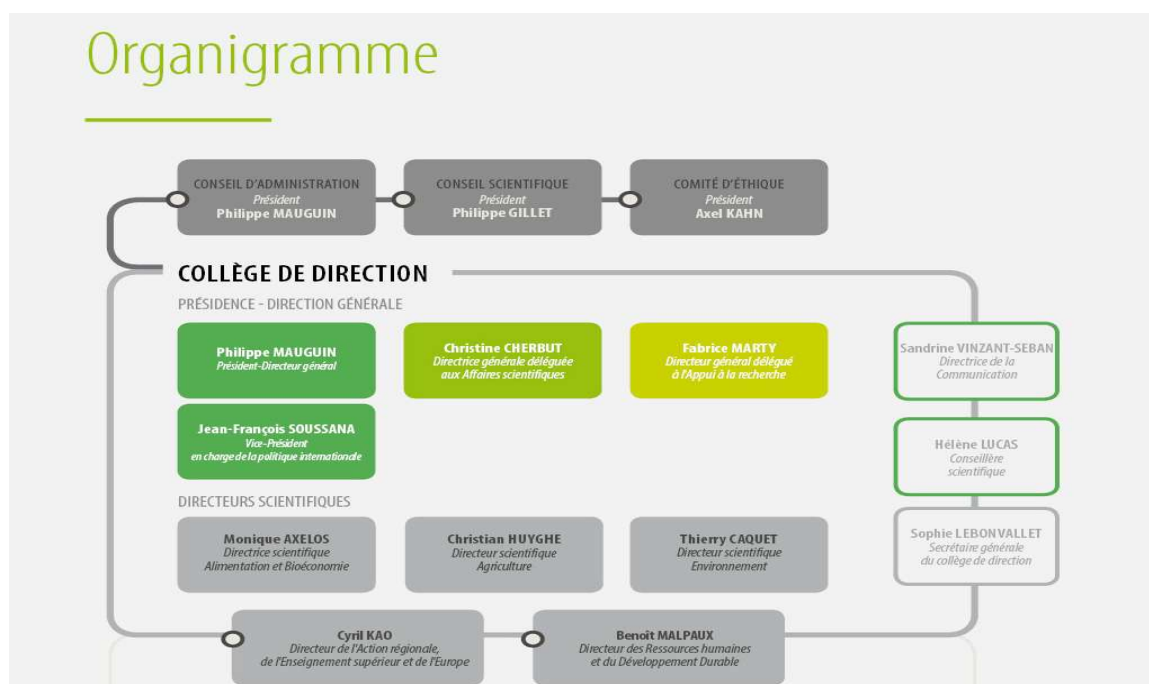 Organigramme
CONSEIL D'ADMINISTRATION
Président
Philippe MAUGUIN
CONSEIL SCIENTIFIQUE
Président
Philippe GILLET
COMITÉ D'ÉTHIQUE
Président
Axel KAHN
COLLÈGE DE DIRECTION
PRÉSIDENCE - DIRECTION GÉNÉRALE
Philippe MAUGUIN
Président-Directeur général
Christine CHERBUT
Directrice générale déléguée
aux Affaires scientifiques
Fabrice MARTY
Directeur général délégué
à l'Appui à la recherche
Sandrine VINZANT-SEBAN
Directrice de la
Communication
Jean-François SOUSSANA
Vice-Président
en charge de la politique internationale
Hélène LUCAS
Conseillère
scientifique
DIRECTEURS SCIENTIFIQUES
Monique AXELOS
Directrice scientifique
Alimentation et Bioéconomie
Christian HUYGHE
Directeur scientifique
Agriculture
Thierry CAQUET
Directeur scientifique
Environnement
Sophie LEBONVALLET
Secrétaire générale
du collège de direction
Cyril KAO
Directeur de l'Action régionale,
de l'Enseignement supérieur et de l'Europe
Benoît MALPAUX
Directeur des Ressources humaines
et du Développement Durable